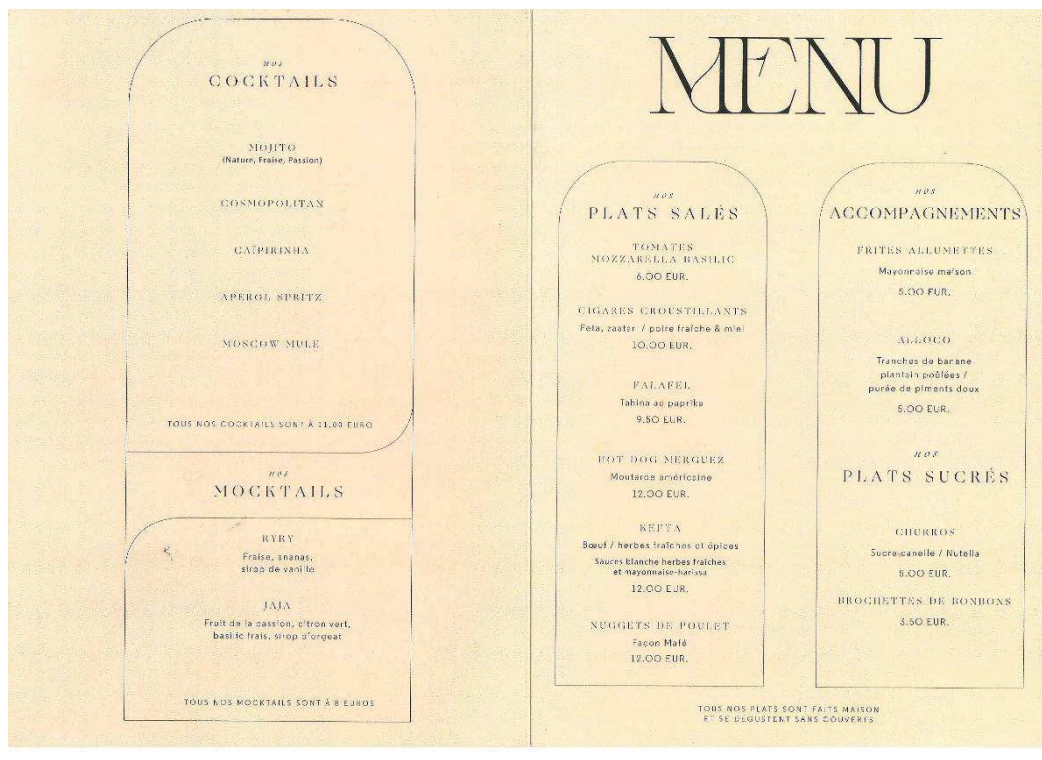 nos
COCKTAILS
MOJITO
(Nature, Fraise, Passion)
COSMOPOLITAN
CAÏPIRINHA
APEROL SPRITZ
MOSCOW MULE
TOUS NOS COCKTAILS SONT À 11,00 EURO
nos
MOCKTAILS
RYRY
Fraise, ananas,
sirop de vanille
JAJA
Fruit de la passion, citron vert,
basilic frais, sirop d'orgeat
TOUS NOS MOCKTAILS SONT À 8 EUROS
MENU
nos
PLATS SALÉS
TOMATES
MOZZARELLA BASILIC
6.00 EUR.
CIGARES CROUSTILLANTS
Feta, zaatar / poire fraîche & miel
10.00 EUR.
FALAFEL
Tahina au paprika
9.50 EUR.
HOT DOG MERGUEZ
Moutarde américaine
12.00 EUR.
KEFTA
Bœuf / herbes fraîches et épices
Sauces blanche herbes fraîches
et mayonnaise-harissa
12.00 EUR.
NUGGETS DE POULET
Façon Mafé
12.00 EUR.
nos
ACCOMPAGNEMENTS
FRITES ALLUMETTES
Mayonnaise maison
5.00 EUR.
ALLOCO
Tranches de banane
plantain poêlées /
purée de piments doux
5.00 EUR.
nos
PLATS SUCRÉS
CHURROS
Sucre-canelle / Nutella
5.00 EUR.
BROCHETTES DE BONBONS
3.50 EUR.
TOUS NOS PLATS SONT FAITS MAISON
ET SE DÉGUSTENT SANS COUVERTS